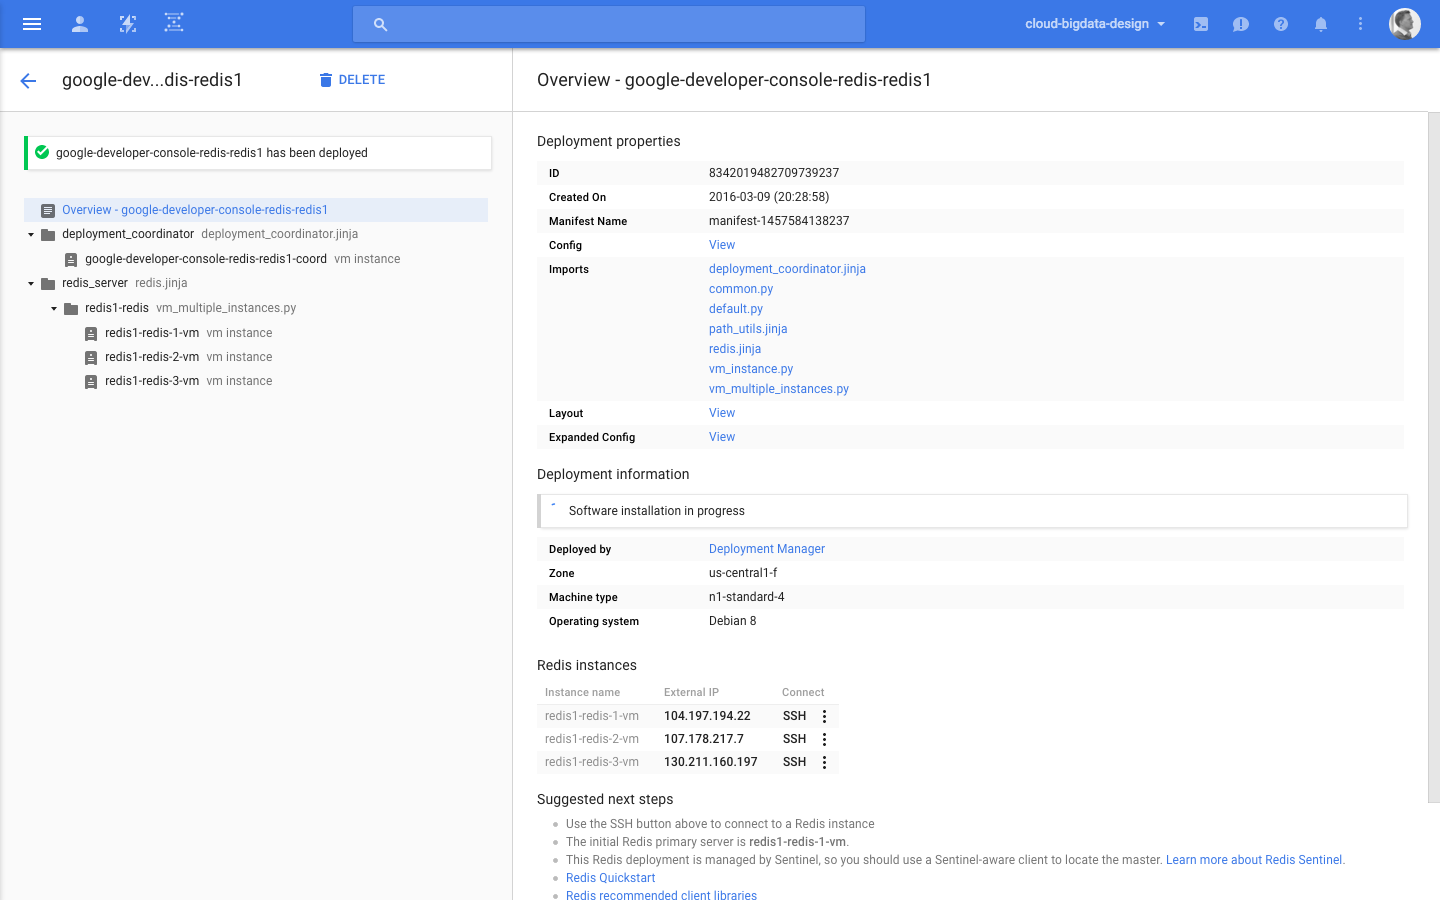 cloud-bigdata-design
google-dev...dis-redis1
DELETE
Overview - google-developer-console-redis-redis1
google-developer-console-redis-redis1 has been deployed
Overview - google-developer-console-redis-redis1
deployment_coordinator deployment_coordinator.jinja
google-developer-console-redis-redis1-coord vm instance
redis_server redis.jinja
redis1-redis vm_multiple_instances.py
redis1-redis-1-vm vm instance
redis1-redis-2-vm vm instance
redis1-redis-3-vm vm instance
Deployment properties
ID 8342019482709739237
Created On 2016-03-09 (20:28:58)
Manifest Name manifest-1457584138237
Config View
Imports deployment_coordinator.jinja
common.py
default.py
path_utils.jinja
redis.jinja
vm_instance.py
vm_multiple_instances.py
Layout View
Expanded Config View
Deployment information
Software installation in progress
Deployed by Deployment Manager
Zone us-central1-f
Machine type n1-standard-4
Operating system Debian 8
Redis instances
Instance name External IP Connect
redis1-redis-1-vm 104.197.194.22 SSH
redis1-redis-2-vm 107.178.217.7 SSH
redis1-redis-3-vm 130.211.160.197 SSH
Suggested next steps
Use the SSH button above to connect to a Redis instance
The initial Redis primary server is redis1-redis-1-vm.
This Redis deployment is managed by Sentinel, so you should use a Sentinel-aware client to locate the master. Learn more about Redis Sentinel.
Redis Quickstart
Redis recommended client libraries